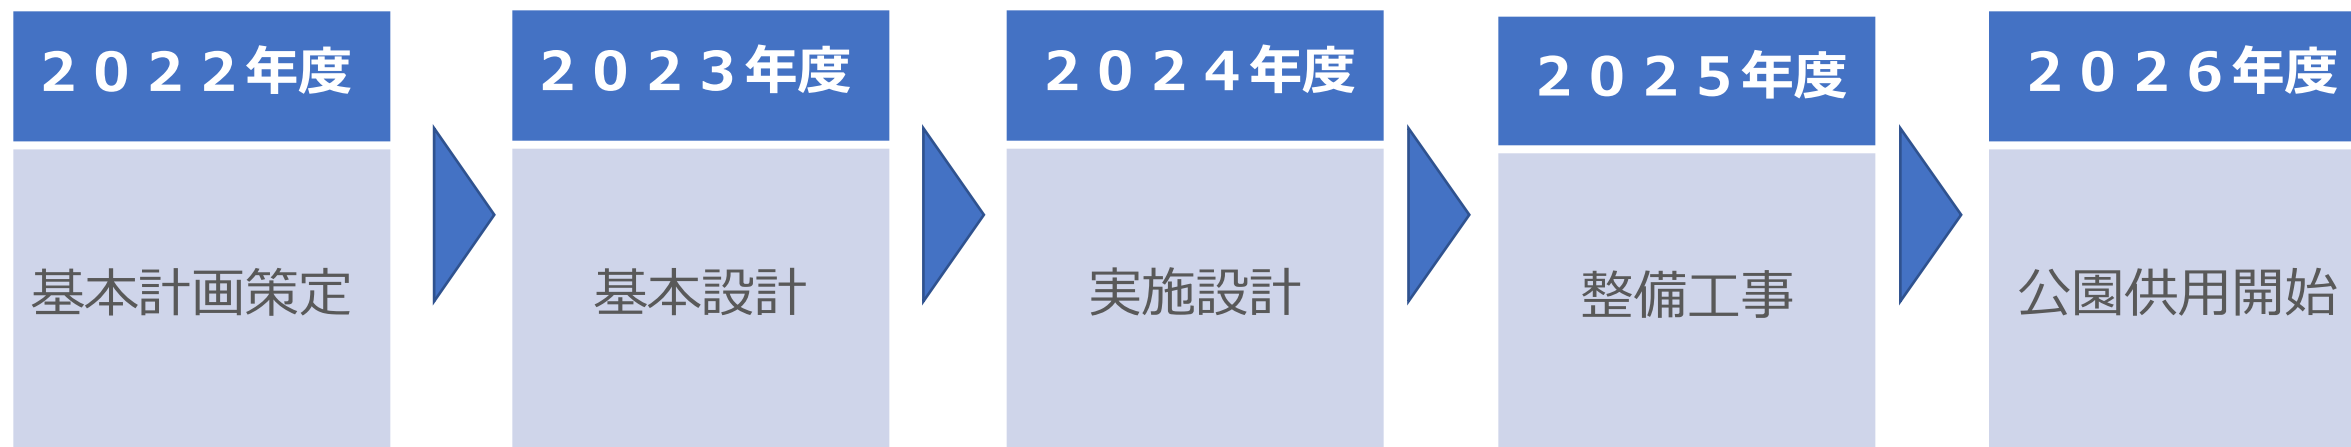 ２０２２年度
基本計画策定
２０２３年度
基本設計
２０２４年度
実施設計
２０２５年度
整備工事
２０２６年度
公園供用開始